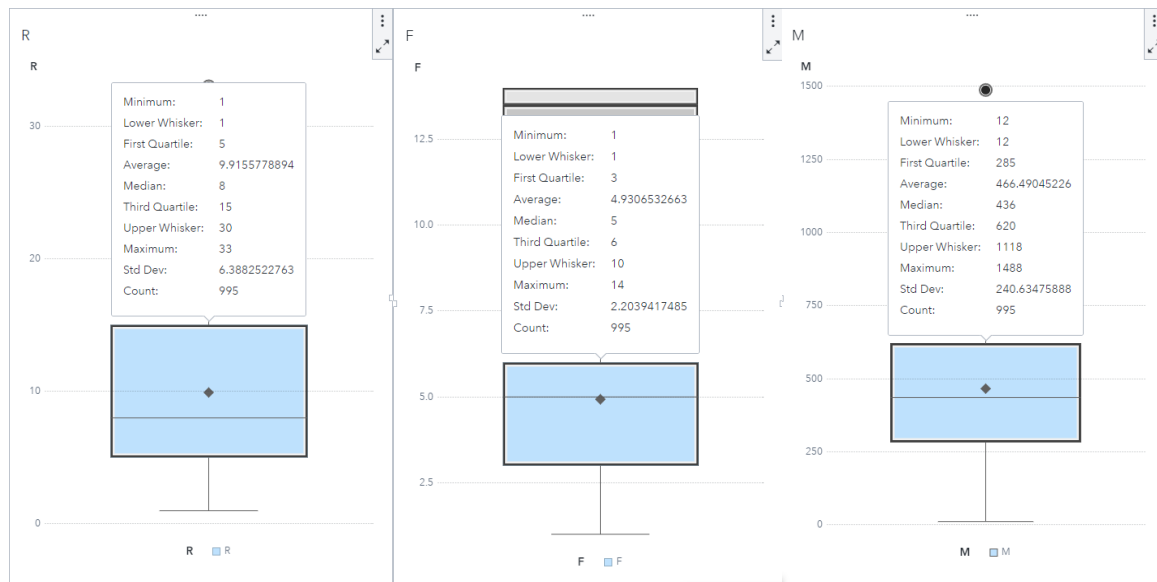 R
R
30
20
10
0
Minimum: 1
Lower Whisker: 1
First Quartile: 5
Average: 9.9155778894
Median: 8
Third Quartile: 15
Upper Whisker: 30
Maximum: 33
Std Dev: 6.3882522763
Count: 995
R R
F
F
12.5
10.0
7.5
5.0
2.5
Minimum: 1
Lower Whisker: 1
First Quartile: 3
Average: 4.9306532663
Median: 5
Third Quartile: 6
Upper Whisker: 10
Maximum: 14
Std Dev: 2.2039417485
Count: 995
F F
M
M
1500
1250
1000
750
500
250
0
Minimum: 12
Lower Whisker: 12
First Quartile: 285
Average: 466.49045226
Median: 436
Third Quartile: 620
Upper Whisker: 1118
Maximum: 1488
Std Dev: 240.63475888
Count: 995
M M